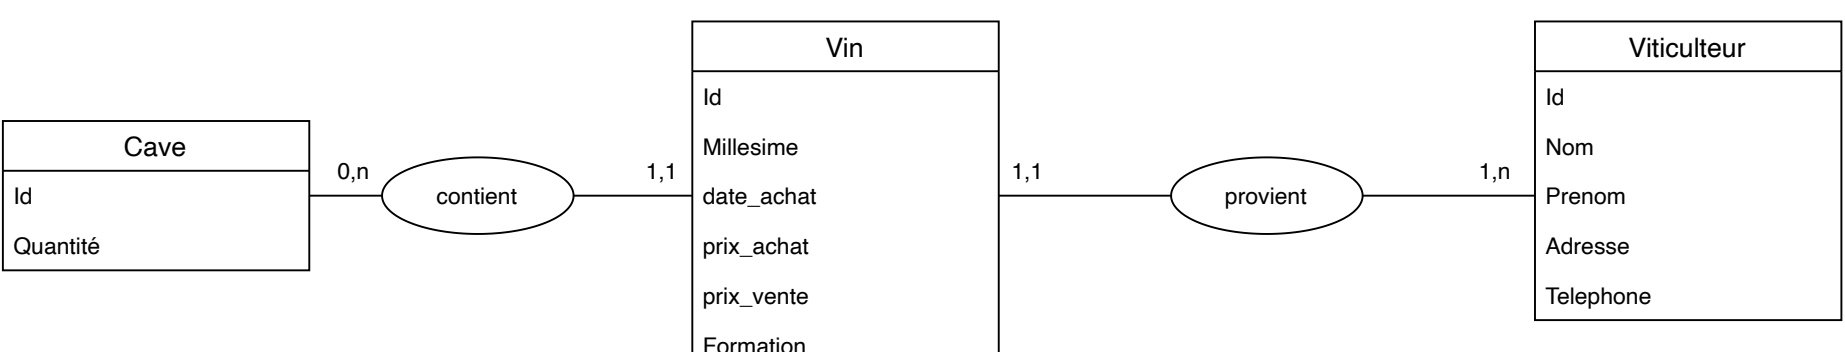 Cave
Id
Quantité
0,n
contient
1,1
Vin
Id
Millesime
date_achat
prix_achat
prix_vente
Formation
1,1
provient
1,n
Viticulteur
Id
Nom
Prenom
Adresse
Telephone